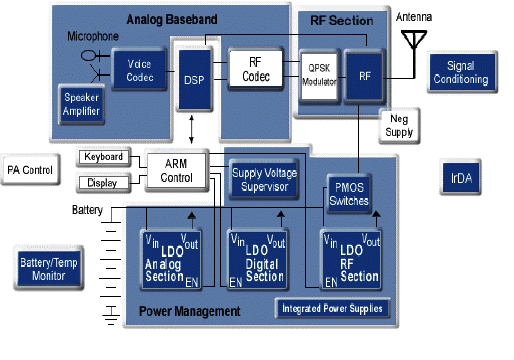 Analog Baseband
RF Section
Antenna
Microphone
Voice
Codec
DSP
RF
Codec
QPSK
Modulator
RF
Signal
Conditioning
Speaker
Amplifier
Neg
Supply
Keyboard
Display
ARM
Control
PA Control
Supply Voltage
Supervisor
PMOS
Switches
IrDA
Battery
Vin Vout
LDO
Analog
Section
EN
Vin Vout
LDO
Digital
Section
EN
Vin Vout
LDO
RF
Section
EN
Battery/Temp
Monitor
Power Management
Integrated Power Supplies